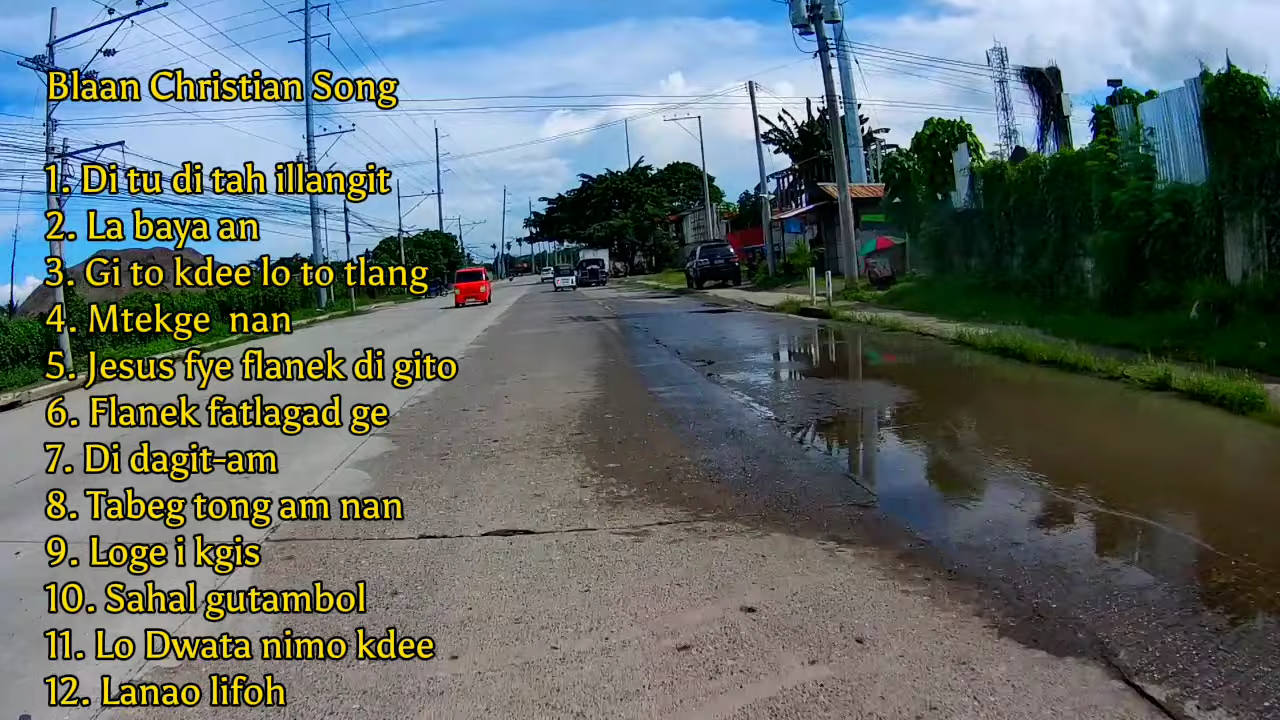 Blaan Christian Song
1. Di tu di tah illangit
2. La baya an
3. Gi to kdee lo to tlang
4. Mtekge nan
5. Jesus fye flanek di gito
6. Flanek fatlagad ge
7. Di dagit-am
8. Tabeg tong am nan
9. Loge i kgis
10. Sahal gutambol
11. Lo Dwata nimo kdee
12. Lanao lifoh